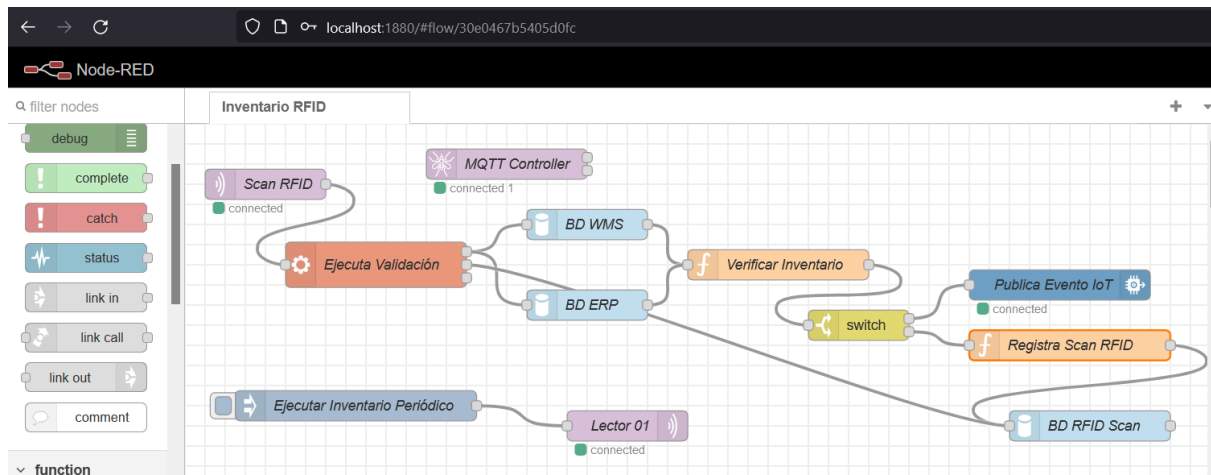 localhost:1880/#flow/30e0467b5405d0fc
Node-RED
filter nodes
Inventario RFID
debug
complete
catch
status
link in
link call
link out
comment
function
MQTT Controller
connected 1
Scan RFID
connected
BD WMS
Ejecuta Validación
Verificar Inventario
BD ERP
Publica Evento IoT
connected
switch
Registra Scan RFID
Ejecutar Inventario Periódico
Lector 01
connected
BD RFID Scan